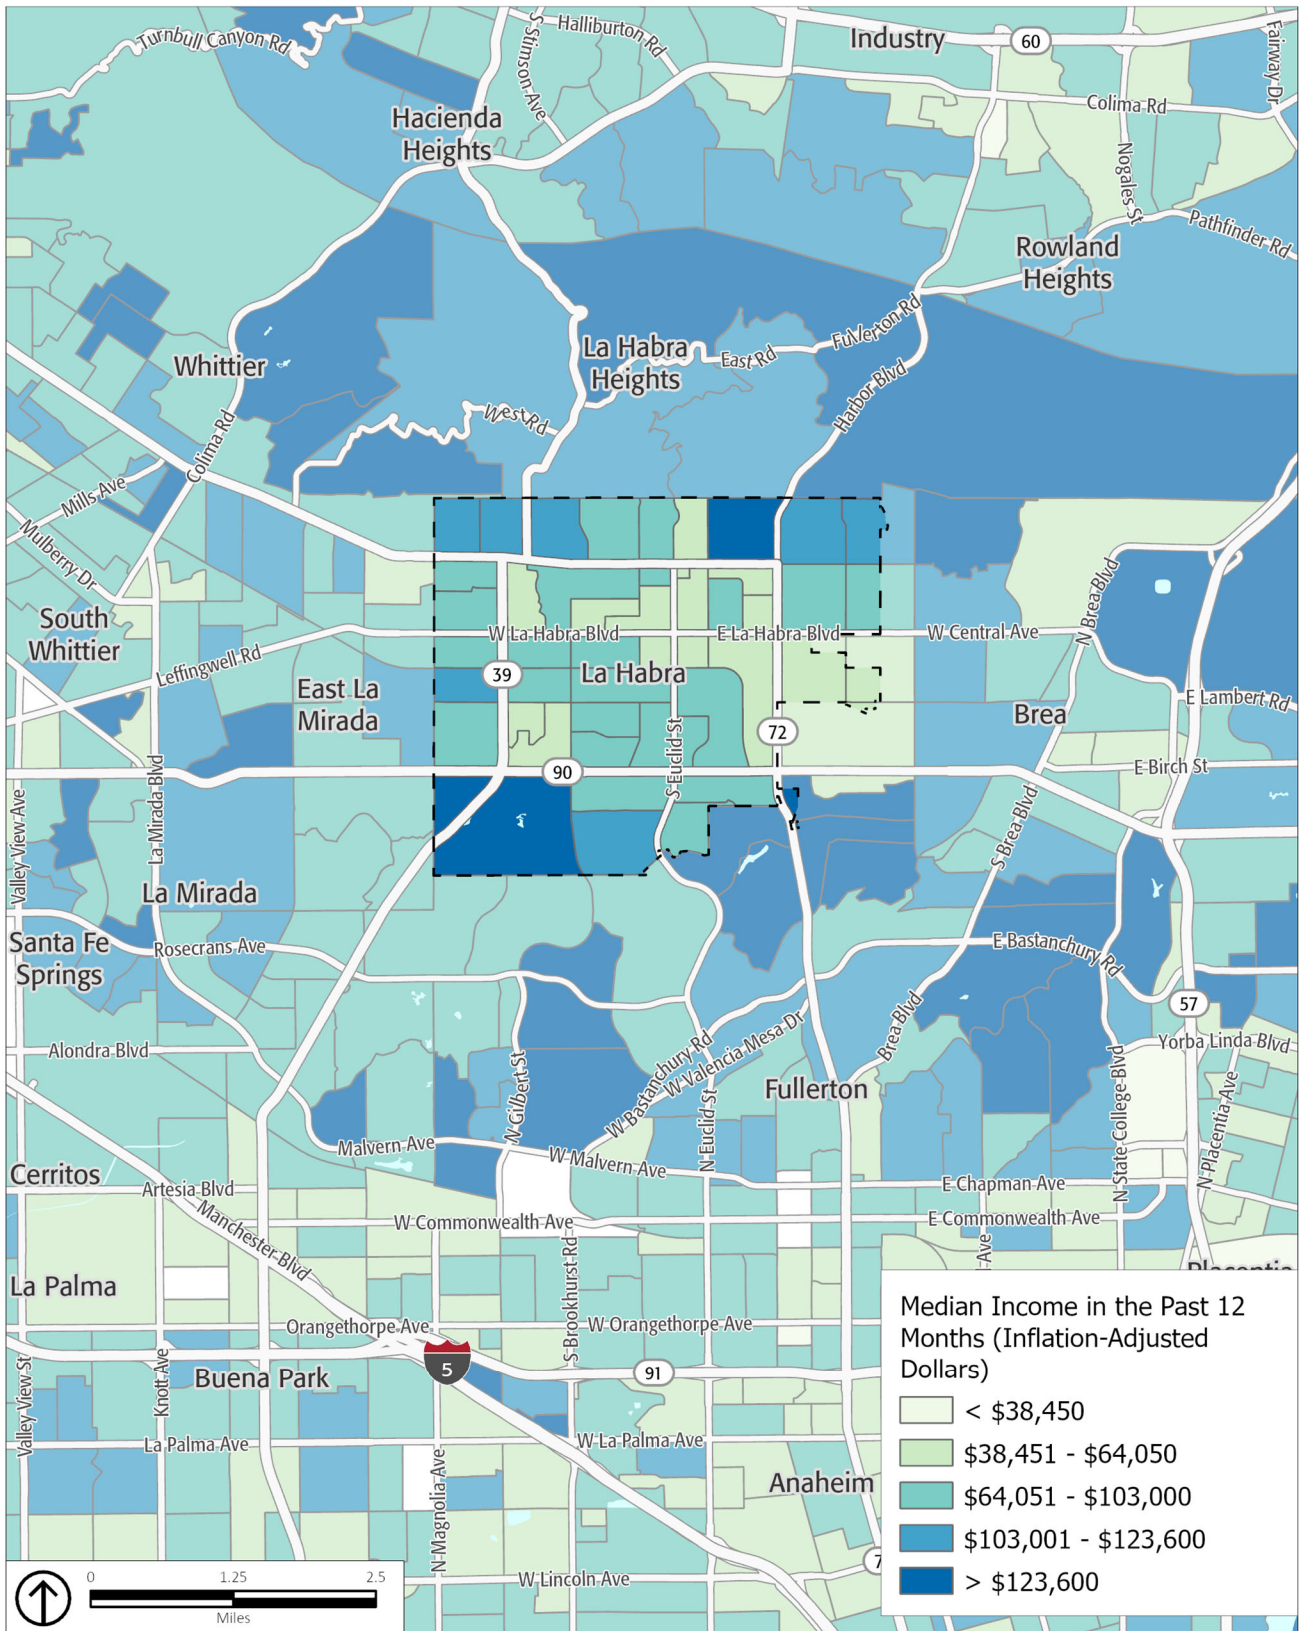 Turnbull Canyon Rd
S Stimson Ave
Halliburton Rd
Industry
60
Fairway Dr
Colima Rd
Hacienda
Heights
Nogales St
Pathfinder Rd
Rowland
Heights
Fullerton Rd
La Habra
Heights
East Rd
Whittier
Harbor Blvd
West Rd
Colima Rd
Mills Ave
Mulberry Dr
South
Whittier
Leffingwell Rd
W La Habra Blvd
E La Habra Blvd
W Central Ave
N Brea Blvd
39
La Habra
East La
Mirada
E Lambert Rd
Brea
72
S Euclid St
90
E Birch St
La Mirada Blvd
Valley View Ave
S Brea Blvd
La Mirada
Santa Fe
Springs
Rosecrans Ave
E Bastanchury Rd
57
Brea Blvd
Alondra Blvd
Yorba Linda Blvd
W Bastanchury Rd
W Valencia Mesa Dr
Fullerton
N Gilbert St
N Euclid St
N State College Blvd
N Placentia Ave
Malvern Ave
W Malvern Ave
Cerritos
Artesia Blvd
E Chapman Ave
Manchester Blvd
W Commonwealth Ave
E Commonwealth Ave
Ave
La Palma
Placentia
S Brookhurst Rd
Orangethorpe Ave
W Orangethorpe Ave
5
91
Buena Park
Knott Ave
Valley View St
La Palma Ave
W La Palma Ave
N Magnolia Ave
Anaheim
7
W Lincoln Ave
Median Income in the Past 12
Months (Inflation-Adjusted
Dollars)
< $38,450
$38,451 - $64,050
$64,051 - $103,000
$103,001 - $123,600
> $123,600
0 1.25 2.5
Miles